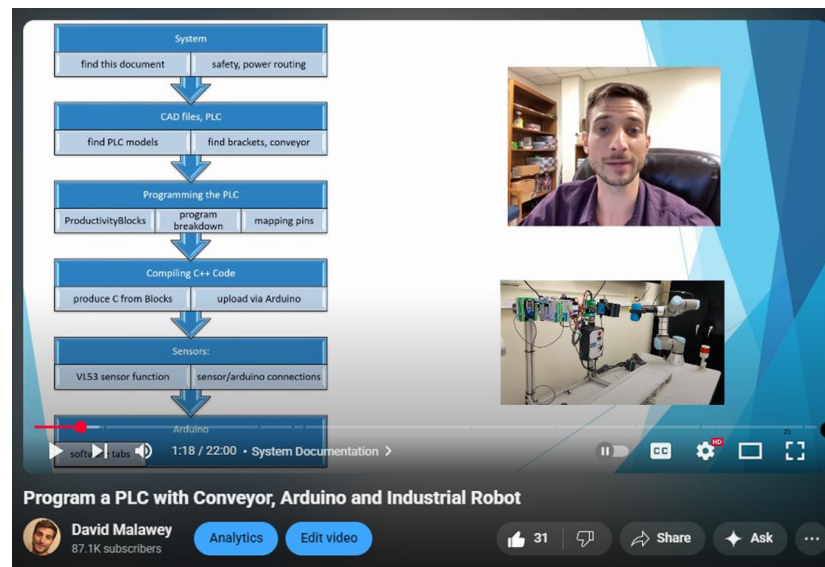 System
find this document
safety, power routing
CAD files, PLC
find PLC models
find brackets, conveyor
Programming the PLC
ProductivityBlocks
program
breakdown
mapping pins
Compiling C++ Code
produce C from Blocks
upload via Arduino
Sensors:
VL53 sensor function
sensor/arduino connections
Arduino
software tabs
1:18 / 22:00 • System Documentation
CC
HD
Program a PLC with Conveyor, Arduino and Industrial Robot
David Malawey
87.1K subscribers
Analytics
Edit video
31
Share
Ask